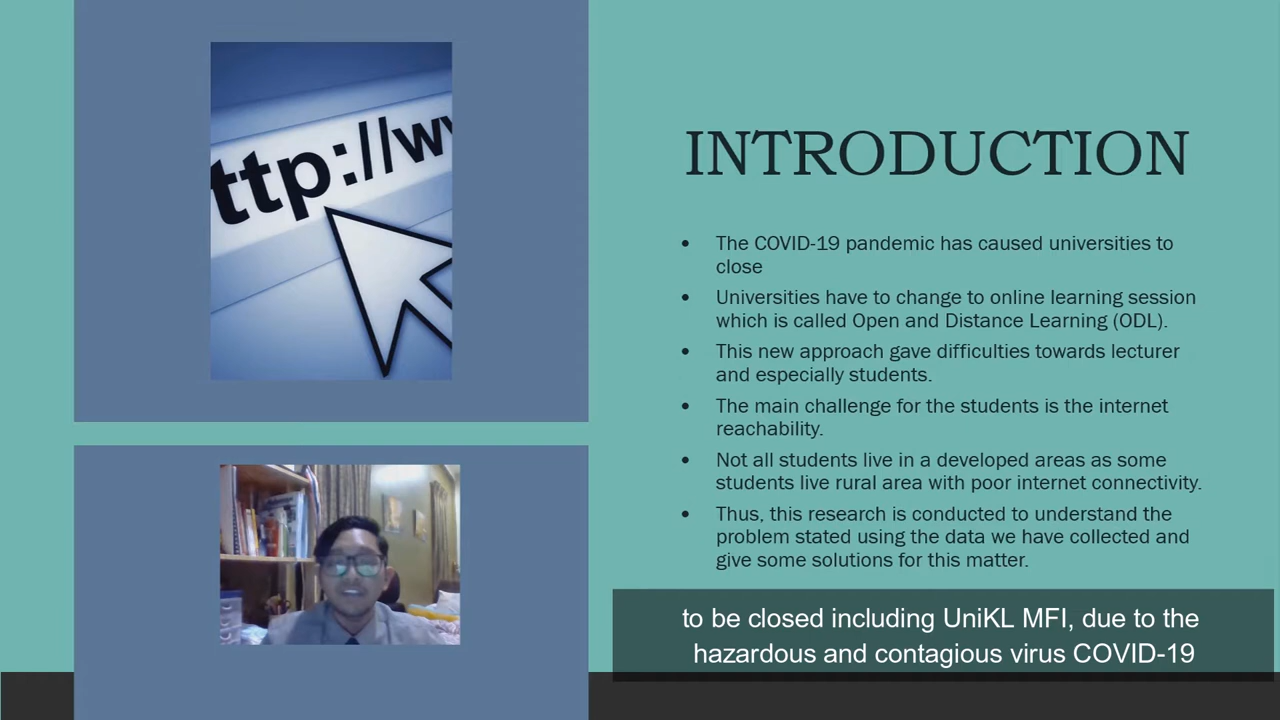 ttp://w
INTRODUCTION
• The COVID-19 pandemic has caused universities to
close
• Universities have to change to online learning session
which is called Open and Distance Learning (ODL).
• This new approach gave difficulties towards lecturer
and especially students.
• The main challenge for the students is the internet
reachability.
• Not all students live in a developed areas as some
students live rural area with poor internet connectivity.
• Thus, this research is conducted to understand the
problem stated using the data we have collected and
give some solutions for this matter.
to be closed including UniKL MFI, due to the
hazardous and contagious virus COVID-19